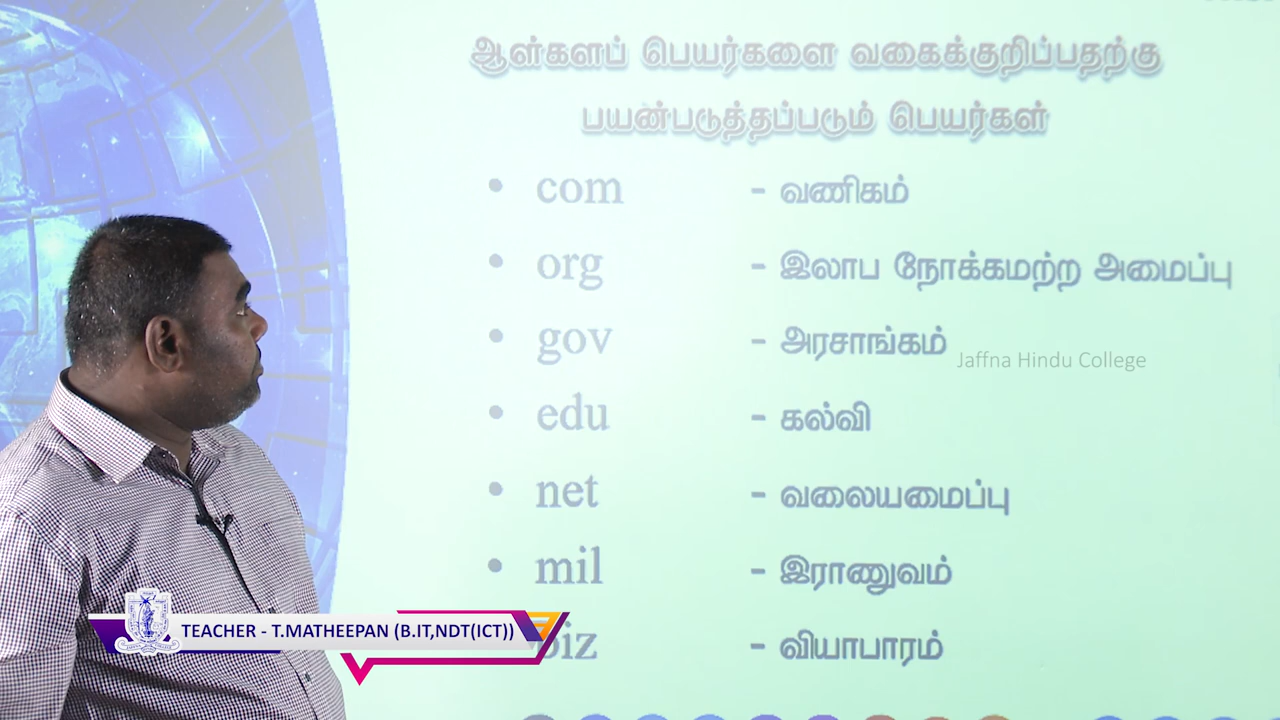 ஆள்களப் பெயர்களை வகைக்குறிப்பதற்கு
பயன்படுத்தப்படும் பெயர்கள்
• com - வணிகம்
• org - இலாப நோக்கமற்ற அமைப்பு
• gov - அரசாங்கம்
Jaffna Hindu College
• edu - கல்வி
• net - வலையமைப்பு
• mil - இராணுவம்
biz - வியாபாரம்
TEACHER - T.MATHEEPAN (B.IT,NDT(ICT))